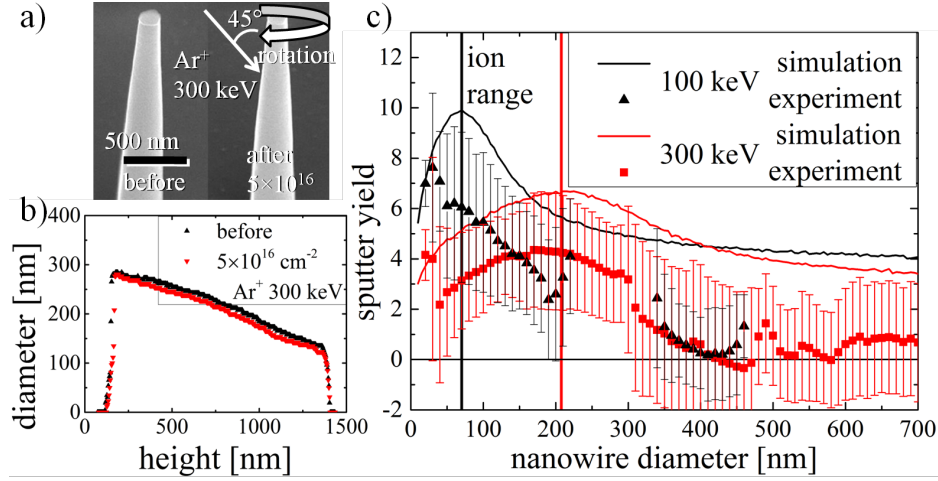 a)
45°
rotation
Ar+
300 keV
500 nm
before
after
5×10^16
b)
400
300
200
100
0
diameter [nm]
before
5×10^16 cm^-2
Ar+ 300 keV
0 500 1000 1500
height [nm]
c)
12
10
8
6
4
2
0
-2
sputter yield
ion
range
100 keV
simulation
experiment
300 keV
simulation
experiment
0 100 200 300 400 500 600 700
nanowire diameter [nm]